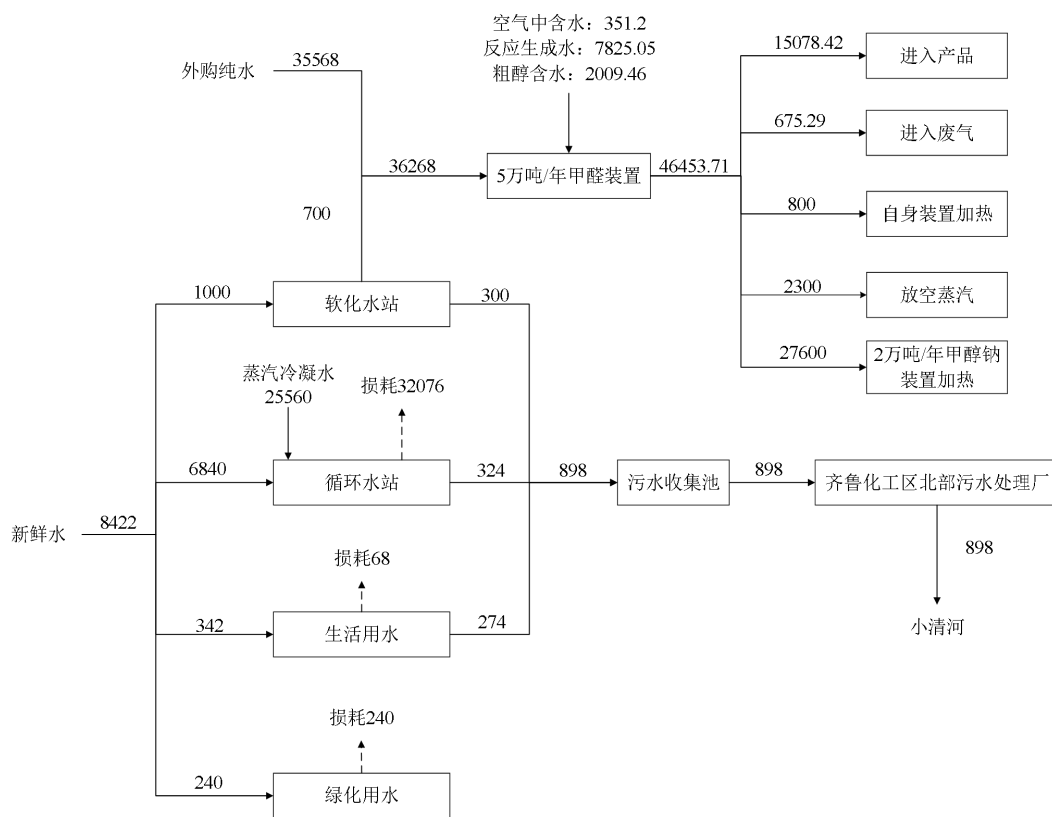 空气中含水：351.2
反应生成水：7825.05
粗醇含水：2009.46
外购纯水
35568
15078.42
进入产品
675.29
进入废气
36268
5万吨/年甲醛装置
46453.71
700
800
自身装置加热
1000
软化水站
300
2300
放空蒸汽
27600
2万吨/年甲醇钠
装置加热
蒸汽冷凝水
25560
损耗32076
6840
循环水站
324
898
污水收集池
898
齐鲁化工区北部污水处理厂
新鲜水
8422
898
损耗68
342
生活用水
274
小清河
损耗240
240
绿化用水